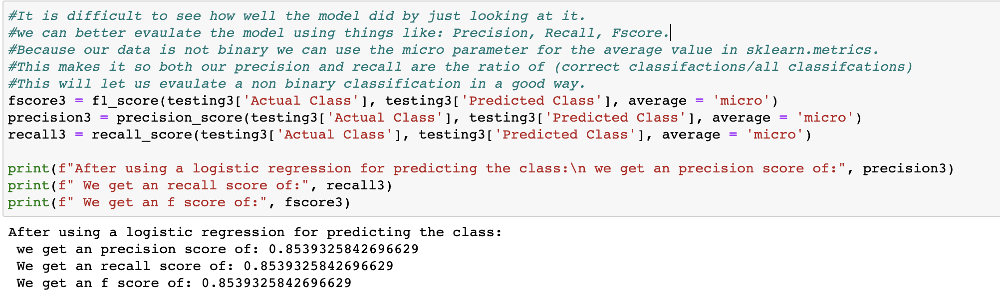 #It is difficult to see how well the model did by just looking at it.
#we can better evaulate the model using things like: Precision, Recall, Fscore.
#Because our data is not binary we can use the micro parameter for the average value in sklearn.metrics.
#This makes it so both our precision and recall are the ratio of (correct classifactions/all classifcations)
#This will let us evaulate a non binary classification in a good way.
fscore3 = f1_score(testing3['Actual Class'], testing3['Predicted Class'], average = 'micro')
precision3 = precision_score(testing3['Actual Class'], testing3['Predicted Class'], average = 'micro')
recall3 = recall_score(testing3['Actual Class'], testing3['Predicted Class'], average = 'micro')
print(f"After using a logistic regression for predicting the class:\n we get an precision score of:", precision3)
print(f" We get an recall score of:", recall3)
print(f" We get an f score of:", fscore3)
After using a logistic regression for predicting the class:
 we get an precision score of: 0.8539325842696629
 We get an recall score of: 0.8539325842696629
 We get an f score of: 0.8539325842696629